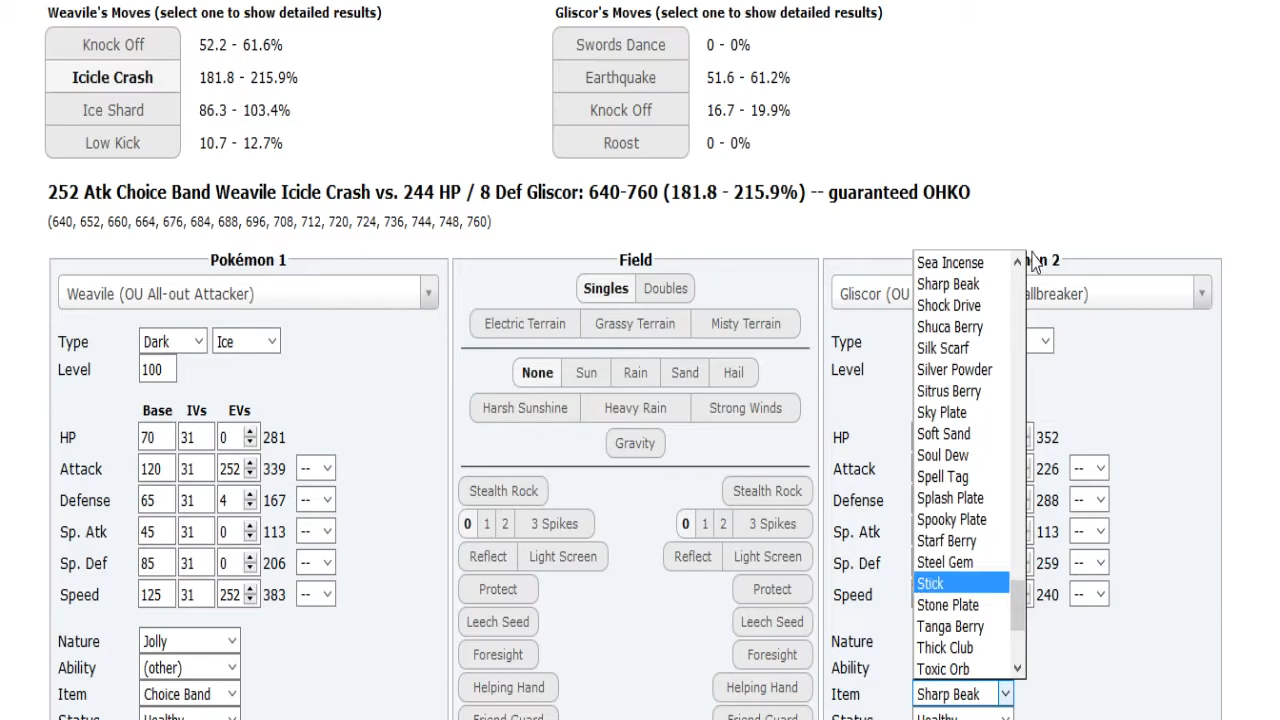 Weavile's Moves (select one to show detailed results)
Gliscor's Moves (select one to show detailed results)
Knock Off 52.2 - 61.6%
Swords Dance 0 - 0%
Icicle Crash 181.8 - 215.9%
Earthquake 51.6 - 61.2%
Ice Shard 86.3 - 103.4%
Knock Off 16.7 - 19.9%
Low Kick 10.7 - 12.7%
Roost 0 - 0%
252 Atk Choice Band Weavile Icicle Crash vs. 244 HP / 8 Def Gliscor: 640-760 (181.8 - 215.9%) -- guaranteed OHKO
(640, 652, 660, 664, 676, 684, 688, 696, 708, 712, 720, 724, 736, 744, 748, 760)
Pokémon 1
Weavile (OU All-out Attacker)
Type Dark Ice
Level 100
Base IVs EVs
HP 70 31 0 281
Attack 120 31 252 339 --
Defense 65 31 4 167 --
Sp. Atk 45 31 0 113 --
Sp. Def 85 31 0 206 --
Speed 125 31 252 383 --
Nature Jolly
Ability (other)
Item Choice Band
Status Healthy
Field
Singles Doubles
Electric Terrain Grassy Terrain Misty Terrain
None Sun Rain Sand Hail
Harsh Sunshine Heavy Rain Strong Winds
Gravity
Stealth Rock Stealth Rock
0 1 2 3 Spikes 0 1 2 3 Spikes
Reflect Light Screen Reflect Light Screen
Protect Protect
Leech Seed Leech Seed
Foresight Foresight
Helping Hand Helping Hand
Friend Guard Friend Guard
n 2
Gliscor (OU allbreaker)
Type
Level
HP 352
Attack 226 --
Defense 288 --
Sp. Atk 113 --
Sp. Def 259 --
Speed 240 --
Nature
Ability
Item Sharp Beak
Status Healthy
Sea Incense
Sharp Beak
Shock Drive
Shuca Berry
Silk Scarf
Silver Powder
Sitrus Berry
Sky Plate
Soft Sand
Soul Dew
Spell Tag
Splash Plate
Spooky Plate
Starf Berry
Steel Gem
Stick
Stone Plate
Tanga Berry
Thick Club
Toxic Orb